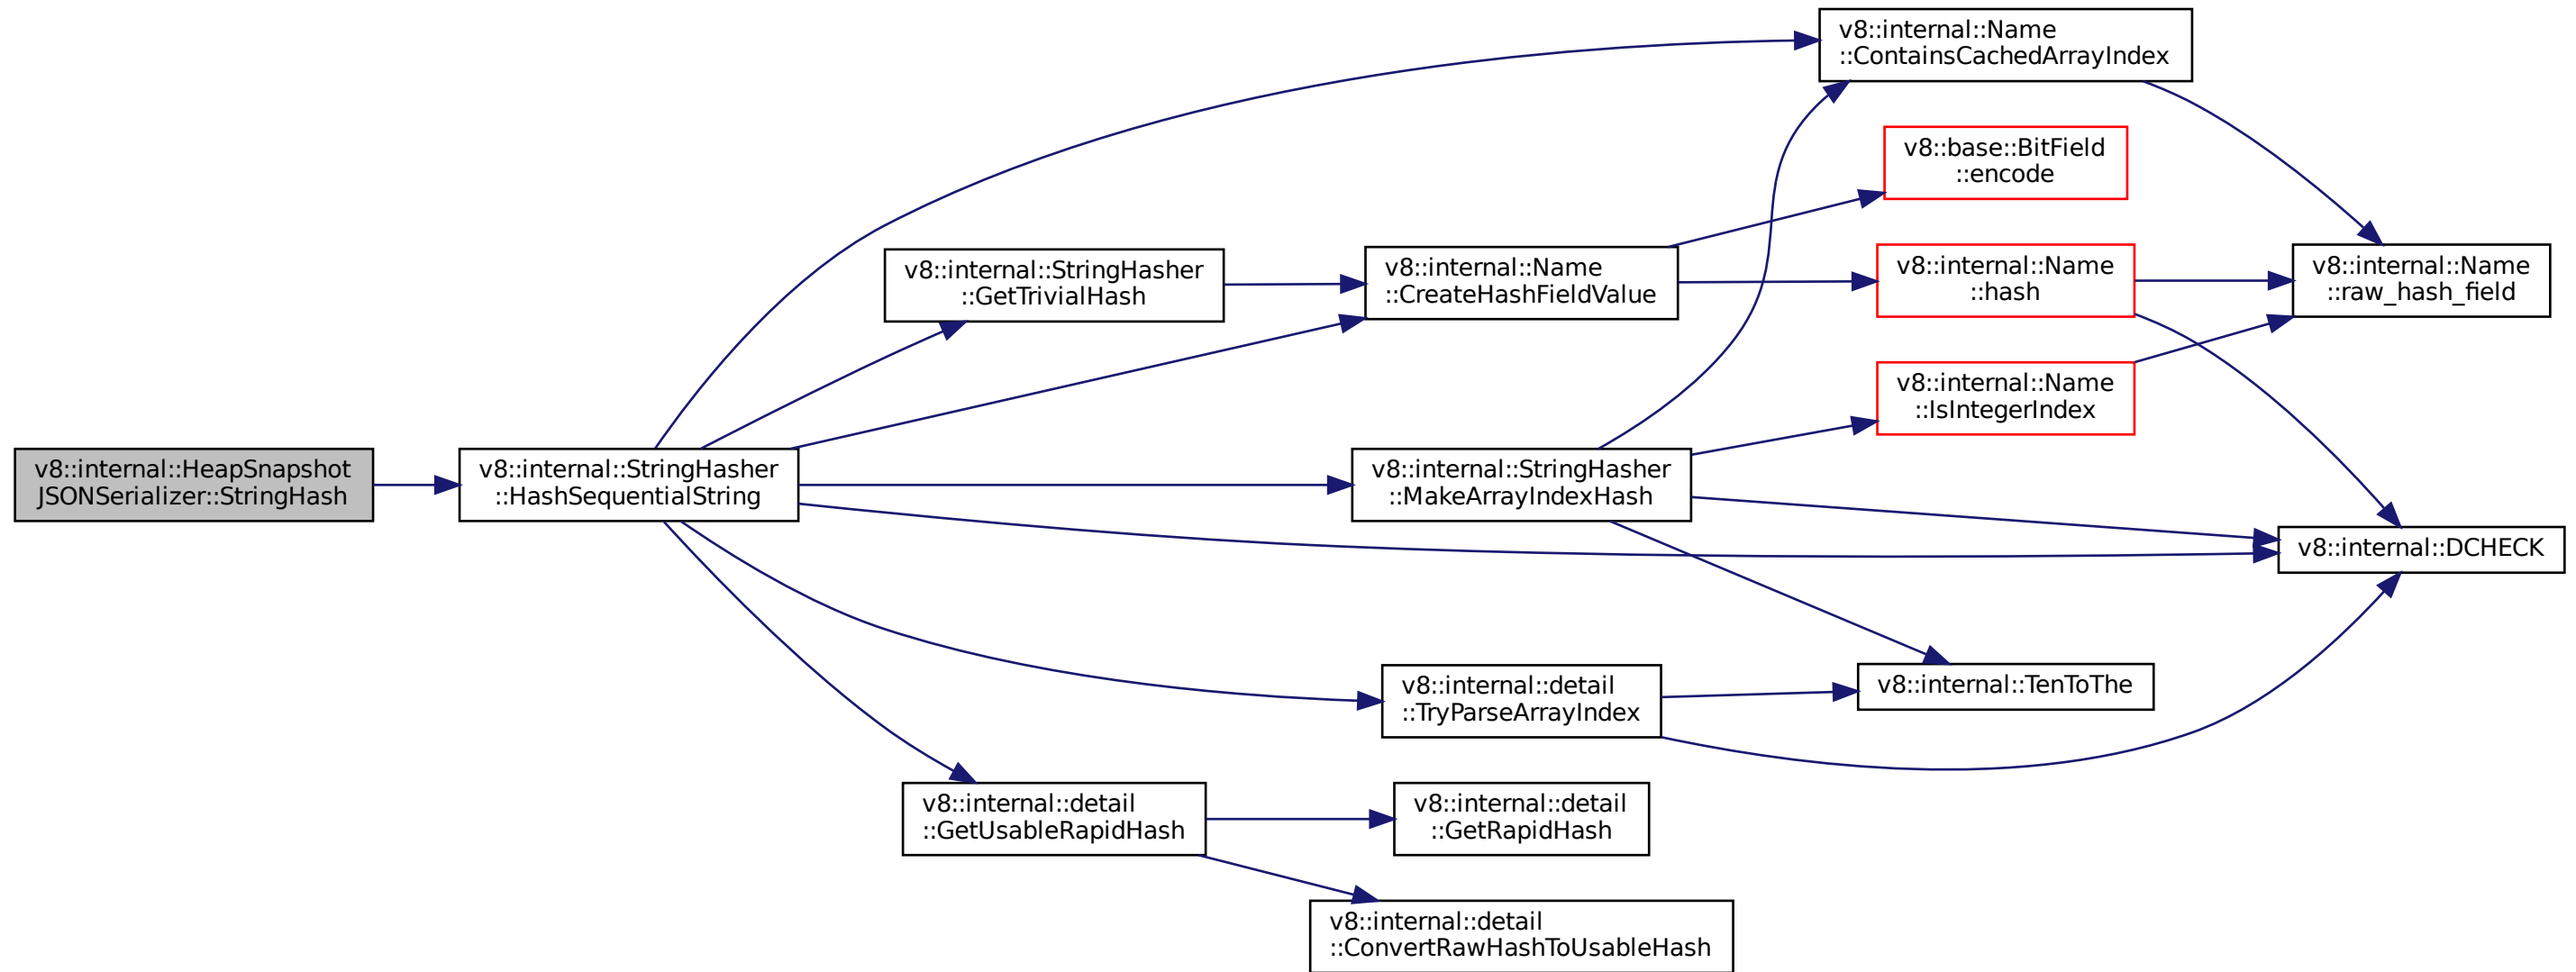 v8::internal::HeapSnapshot
JSONSerializer::StringHash
v8::internal::StringHasher
::HashSequentialString
v8::internal::Name
::ContainsCachedArrayIndex
v8::internal::Name
::raw_hash_field
v8::internal::StringHasher
::GetTrivialHash
v8::internal::Name
::CreateHashFieldValue
v8::base::BitField
::encode
v8::internal::Name
::hash
v8::internal::StringHasher
::MakeArrayIndexHash
v8::internal::Name
::IsIntegerIndex
v8::internal::DCHECK
v8::internal::TenToThe
v8::internal::detail
::TryParseArrayIndex
v8::internal::detail
::GetUsableRapidHash
v8::internal::detail
::GetRapidHash
v8::internal::detail
::ConvertRawHashToUsableHash